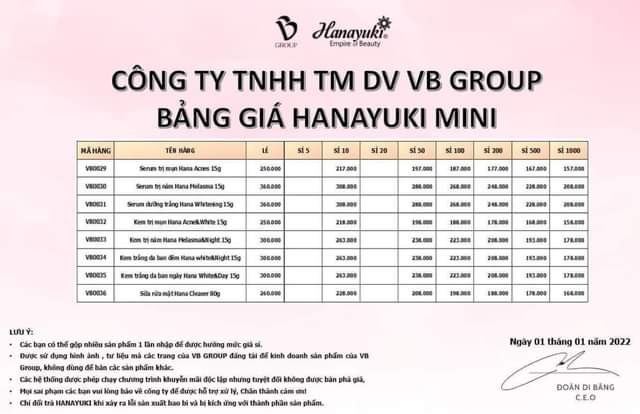 B
GROUP
Hanayuki®
Empire of Beauty
CÔNG TY TNHH TM DV VB GROUP
BẢNG GIÁ HANAYUKI MINI
MÃ HÀNG TÊN HÀNG LẺ SỈ 5 SỈ 10 SỈ 20 SỈ 50 SỈ 100 SỈ 200 SỈ 500 SỈ 1000
VB0029 Serum trị mụn Hana Acnes 15g 250.000 217.000 197.000 187.000 177.000 167.000 157.000
VB0030 Serum trị nám Hana Melasma 15g 360.000 308.000 288.000 268.000 248.000 228.000 208.000
VB0031 Serum dưỡng trắng Hana Whitening 15g 360.000 308.000 288.000 268.000 248.000 228.000 208.000
VB0032 Kem trị mụn Hana Acne&White 15g 250.000 218.000 198.000 188.000 178.000 168.000 158.000
VB0033 Kem trị nám Hana Melasma&Night 15g 300.000 263.000 238.000 223.000 208.000 193.000 178.000
VB0034 Kem trắng da ban đêm Hana white&Night 15g 300.000 263.000 238.000 223.000 208.000 193.000 178.000
VB0035 Kem trắng da ban ngày Hana White&Day 15g 300.000 263.000 238.000 223.000 208.000 193.000 178.000
VB0036 Sữa rửa mặt Hana Cleaver 80g 260.000 228.000 208.000 198.000 188.000 178.000 168.000
LƯU Ý:
• Các bạn có thể gộp nhiều sản phẩm 1 lần nhập để được hưởng mức giá sỉ.
• Được sử dụng hình ảnh , tư liệu mà các trang của VB GROUP đăng tải để kinh doanh sản phẩm của VB
Group, không dùng để bán các sản phẩm khác.
• Các hệ thống được phép chạy chương trình khuyến mãi độc lập nhưng tuyệt đối không được bán phá giá,
• Mọi sai phạm các bạn vui lòng báo về công ty để được hỗ trợ xử lý, Chân thành cám ơn!
• Chỉ đổi trả HANAYUKI khi xảy ra lỗi sản xuất bao bì và bị kích ứng với thành phần sản phẩm.
Ngày 01 tháng 01 năm 2022
ĐOÀN DI BĂNG
C.E.O